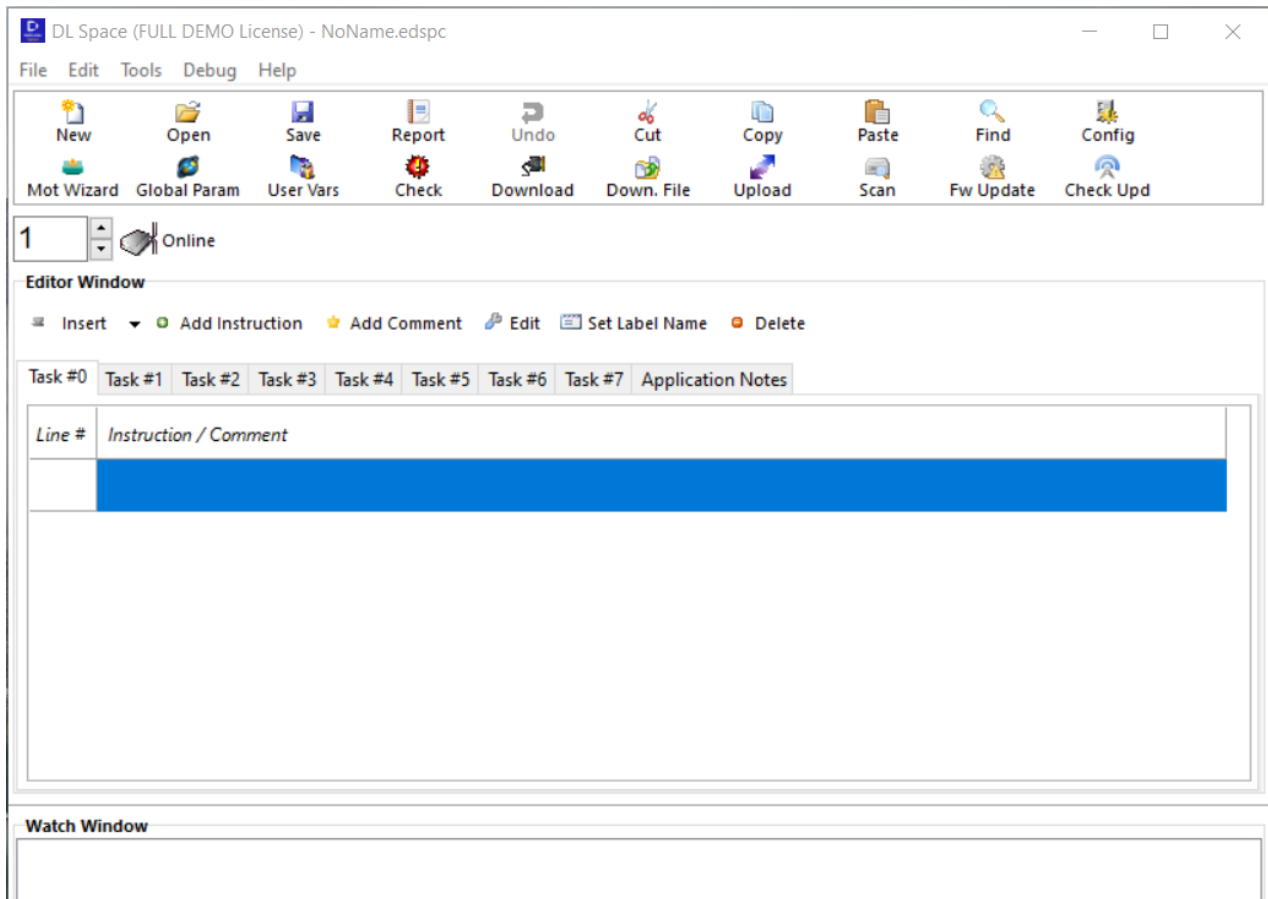 DL Space (FULL DEMO License) - NoName.edspc
File Edit Tools Debug Help
New Open Save Report Undo Cut Copy Paste Find Config
Mot Wizard Global Param User Vars Check Download Down. File Upload Scan Fw Update Check Upd
1 Online
Editor Window
Insert Add Instruction Add Comment Edit Set Label Name Delete
Task #0 Task #1 Task #2 Task #3 Task #4 Task #5 Task #6 Task #7 Application Notes
Line # Instruction / Comment
Watch Window